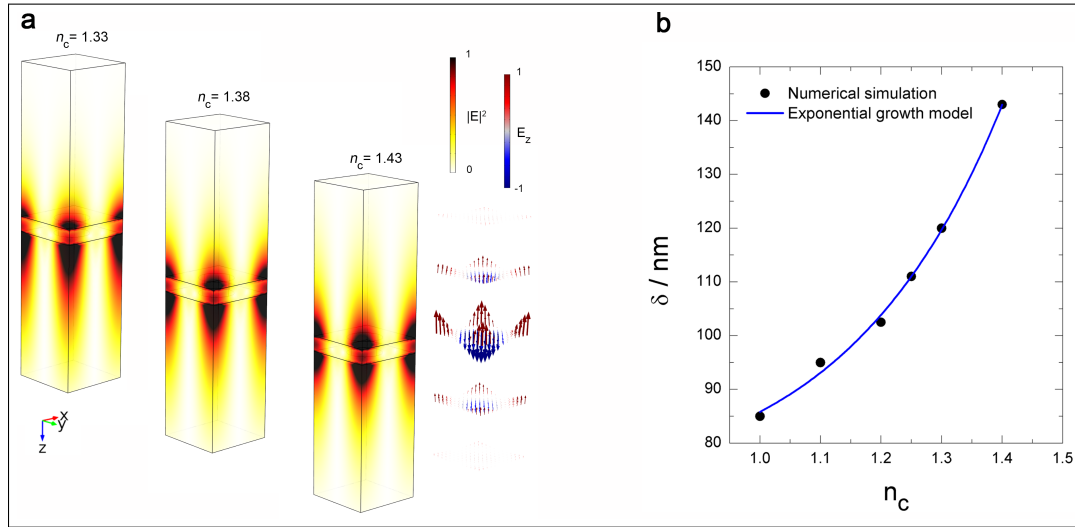 a
n_c = 1.33
n_c = 1.38
n_c = 1.43
1
|E|²
0
1
E_z
-1
x
y
z
b
150
140
130
120
110
100
90
80
δ / nm
Numerical simulation
Exponential growth model
1.0
1.1
1.2
1.3
1.4
1.5
n_c